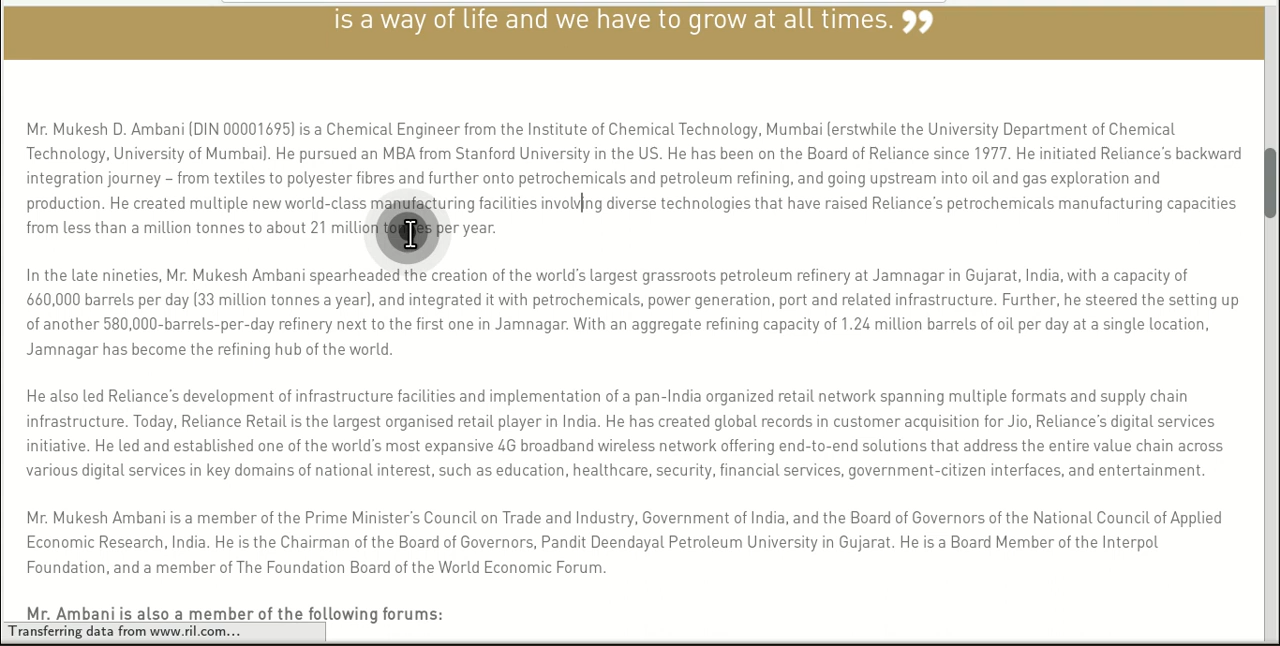 is a way of life and we have to grow at all times. ”
Mr. Mukesh D. Ambani (DIN 00001695) is a Chemical Engineer from the Institute of Chemical Technology, Mumbai (erstwhile the University Department of Chemical
Technology, University of Mumbai). He pursued an MBA from Stanford University in the US. He has been on the Board of Reliance since 1977. He initiated Reliance’s backward
integration journey – from textiles to polyester fibres and further onto petrochemicals and petroleum refining, and going upstream into oil and gas exploration and
production. He created multiple new world-class manufacturing facilities involving diverse technologies that have raised Reliance’s petrochemicals manufacturing capacities
from less than a million tonnes to about 21 million tonnes per year.
In the late nineties, Mr. Mukesh Ambani spearheaded the creation of the world’s largest grassroots petroleum refinery at Jamnagar in Gujarat, India, with a capacity of
660,000 barrels per day (33 million tonnes a year), and integrated it with petrochemicals, power generation, port and related infrastructure. Further, he steered the setting up
of another 580,000-barrels-per-day refinery next to the first one in Jamnagar. With an aggregate refining capacity of 1.24 million barrels of oil per day at a single location,
Jamnagar has become the refining hub of the world.
He also led Reliance’s development of infrastructure facilities and implementation of a pan-India organized retail network spanning multiple formats and supply chain
infrastructure. Today, Reliance Retail is the largest organised retail player in India. He has created global records in customer acquisition for Jio, Reliance’s digital services
initiative. He led and established one of the world’s most expansive 4G broadband wireless network offering end-to-end solutions that address the entire value chain across
various digital services in key domains of national interest, such as education, healthcare, security, financial services, government-citizen interfaces, and entertainment.
Mr. Mukesh Ambani is a member of the Prime Minister’s Council on Trade and Industry, Government of India, and the Board of Governors of the National Council of Applied
Economic Research, India. He is the Chairman of the Board of Governors, Pandit Deendayal Petroleum University in Gujarat. He is a Board Member of the Interpol
Foundation, and a member of The Foundation Board of the World Economic Forum.
Mr. Ambani is also a member of the following forums:
Transferring data from www.ril.com...